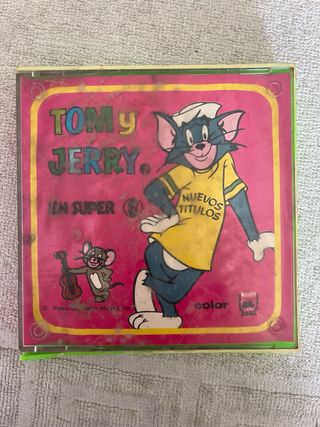 TOM y
JERRY.
EN SUPER 8
NUEVOS
TITULOS
color